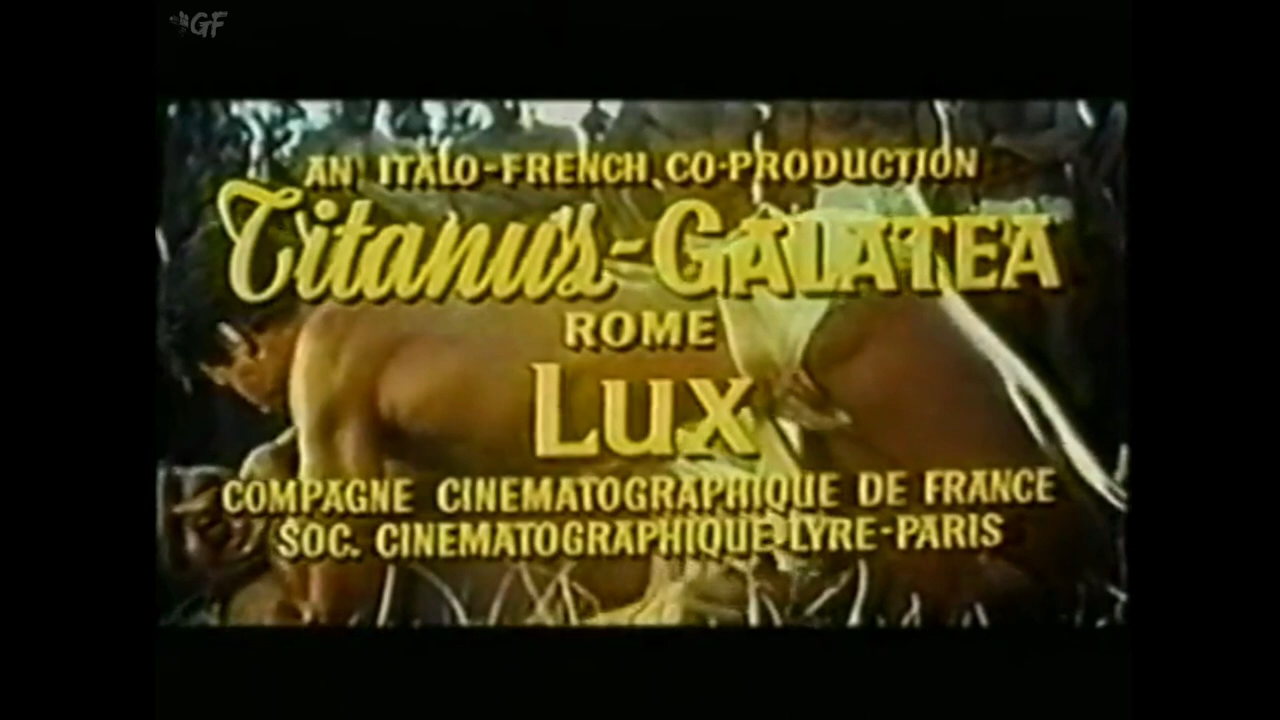 GF
AN ITALO-FRENCH CO-PRODUCTION
Titanus-GALATEA
ROME
LUX
COMPAGNE CINEMATOGRAPHIQUE DE FRANCE
SOC. CINEMATOGRAPHIQUE LYRE-PARIS